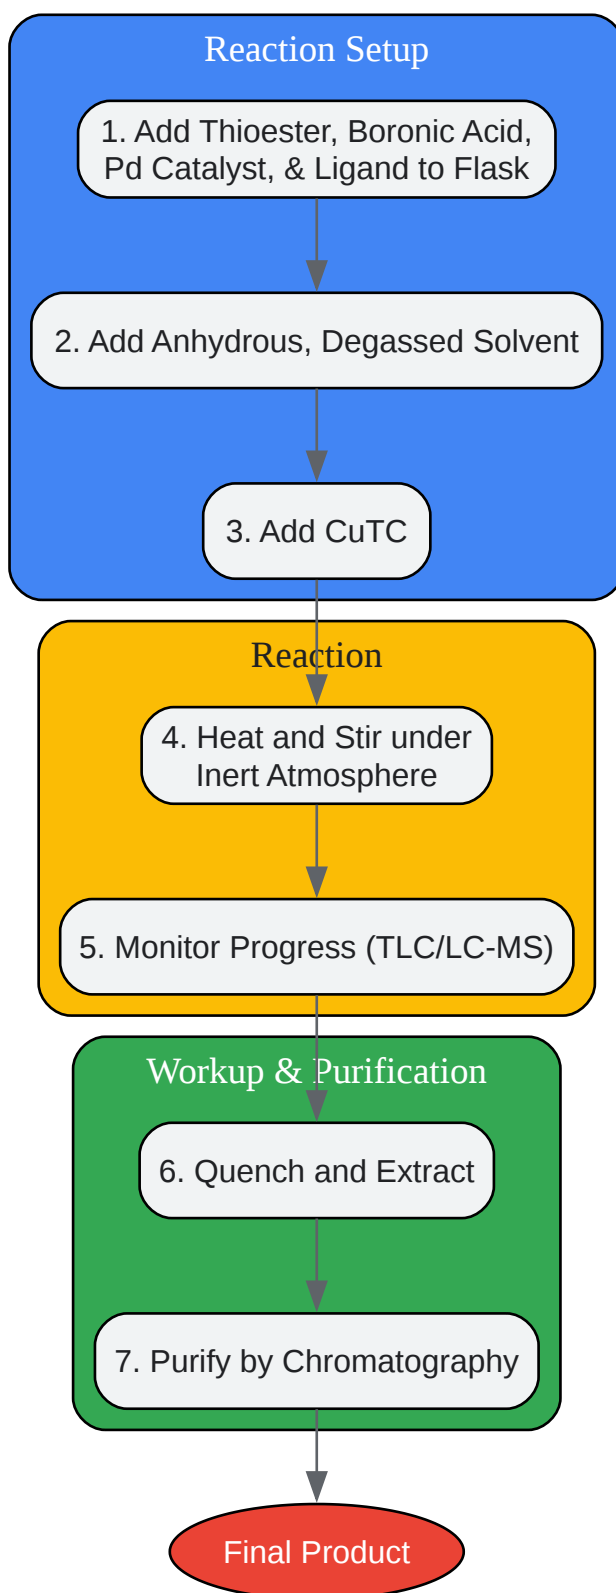 Reaction Setup
1. Add Thioester, Boronic Acid,
Pd Catalyst, & Ligand to Flask
2. Add Anhydrous, Degassed Solvent
3. Add CuTC
Reaction
4. Heat and Stir under
Inert Atmosphere
5. Monitor Progress (TLC/LC-MS)
Workup & Purification
6. Quench and Extract
7. Purify by Chromatography
Final Product